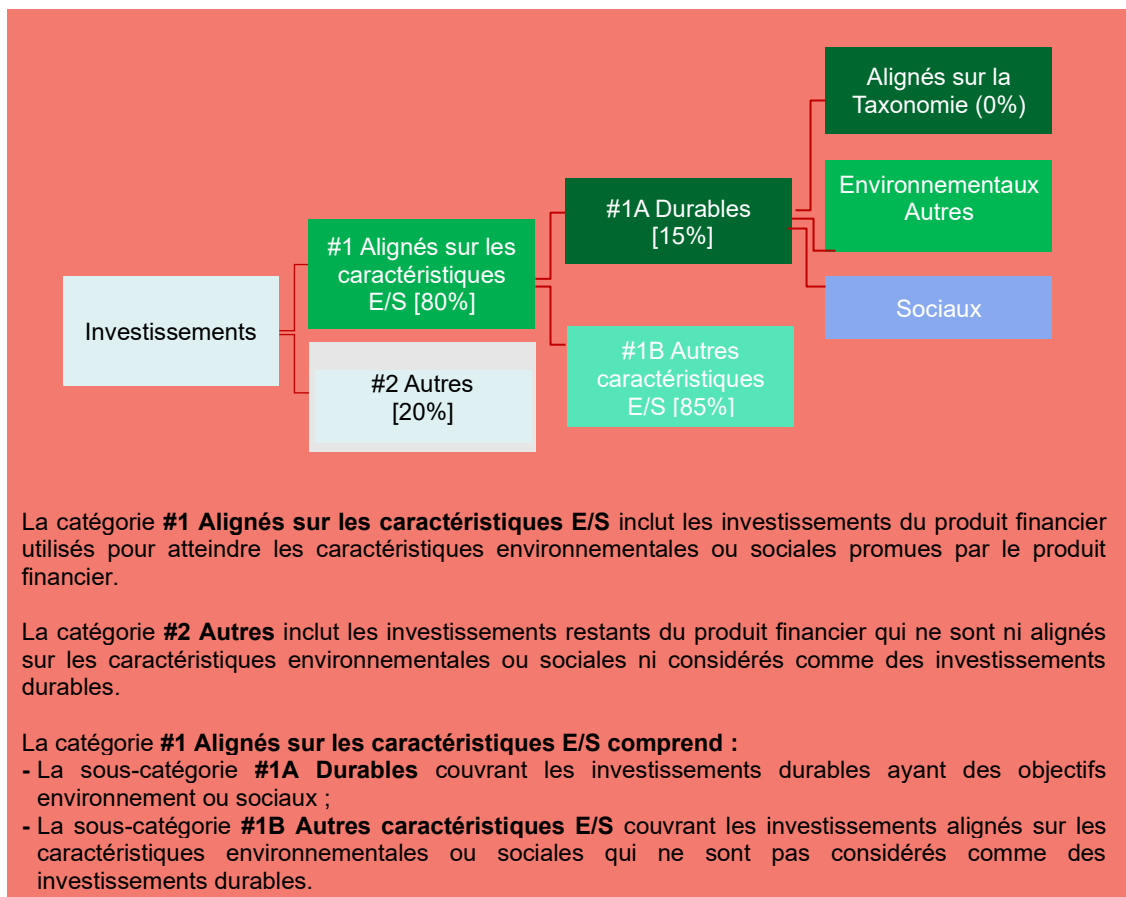 Alignés sur la
Taxonomie (0%)
Environnementaux
Autres
#1A Durables
[15%]
#1 Alignés sur les
caractéristiques
E/S [80%]
Sociaux
Investissements
#1B Autres
caractéristiques
E/S [85%]
#2 Autres
[20%]
La catégorie #1 Alignés sur les caractéristiques E/S inclut les investissements du produit financier
utilisés pour atteindre les caractéristiques environnementales ou sociales promues par le produit
financier.
La catégorie #2 Autres inclut les investissements restants du produit financier qui ne sont ni alignés
sur les caractéristiques environnementales ou sociales ni considérés comme des investissements
durables.
La catégorie #1 Alignés sur les caractéristiques E/S comprend :
- La sous-catégorie #1A Durables couvrant les investissements durables ayant des objectifs
environnement ou sociaux ;
- La sous-catégorie #1B Autres caractéristiques E/S couvrant les investissements alignés sur les
caractéristiques environnementales ou sociales qui ne sont pas considérés comme des
investissements durables.